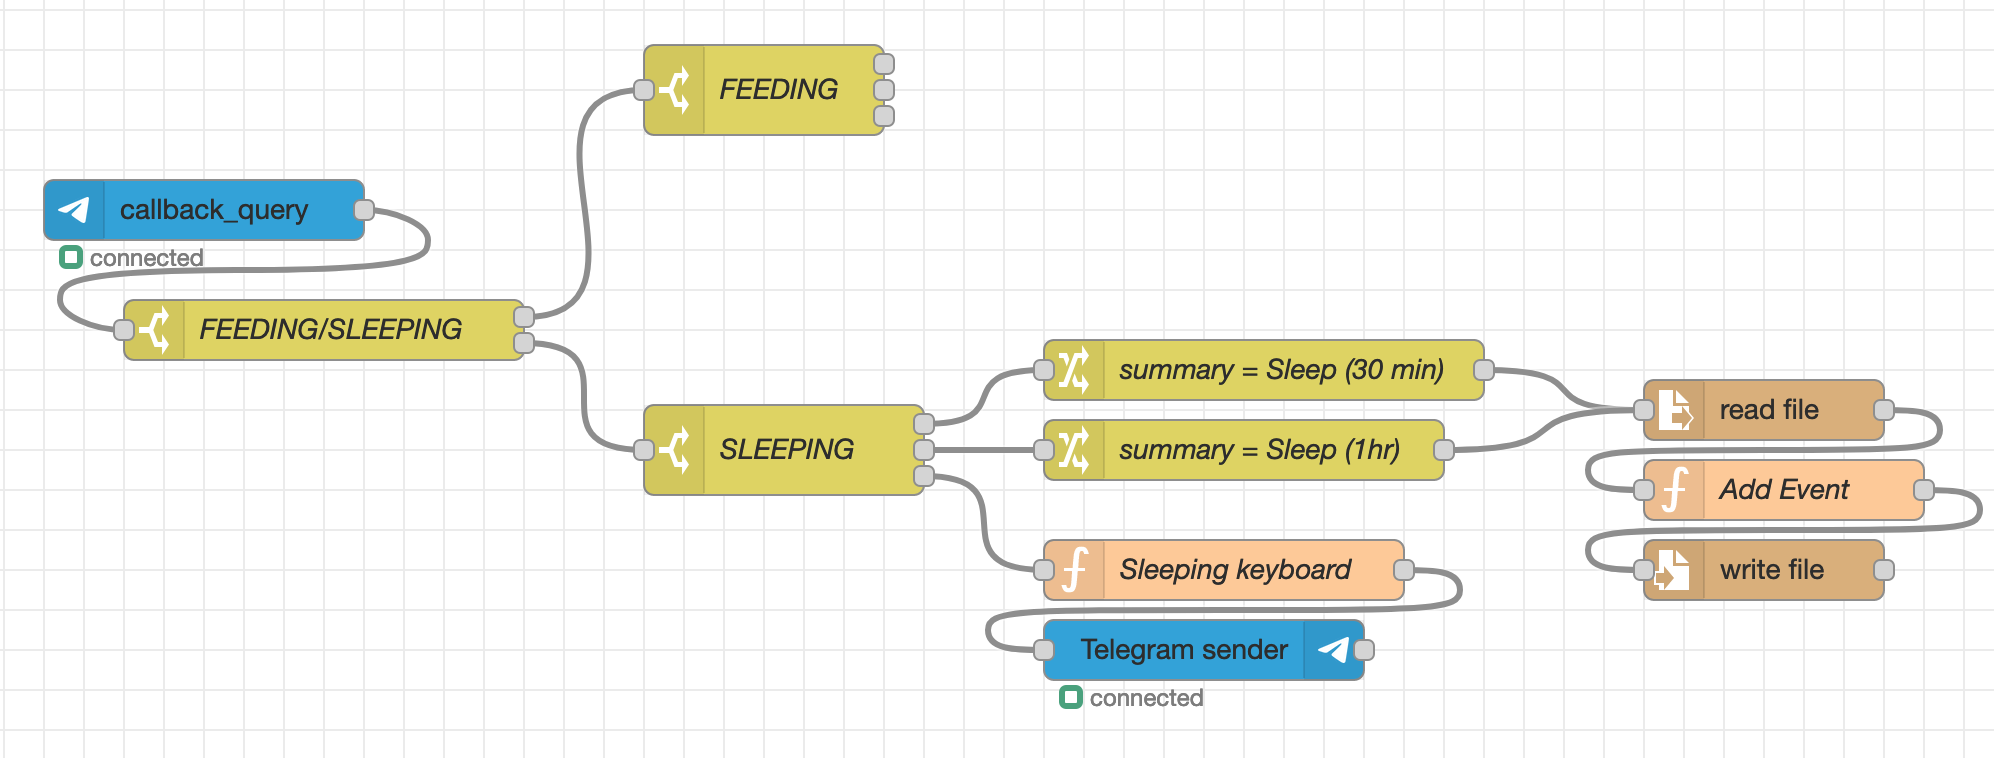 FEEDING
callback_query
connected
FEEDING/SLEEPING
summary = Sleep (30 min)
read file
SLEEPING
summary = Sleep (1hr)
Add Event
Sleeping keyboard
write file
Telegram sender
connected